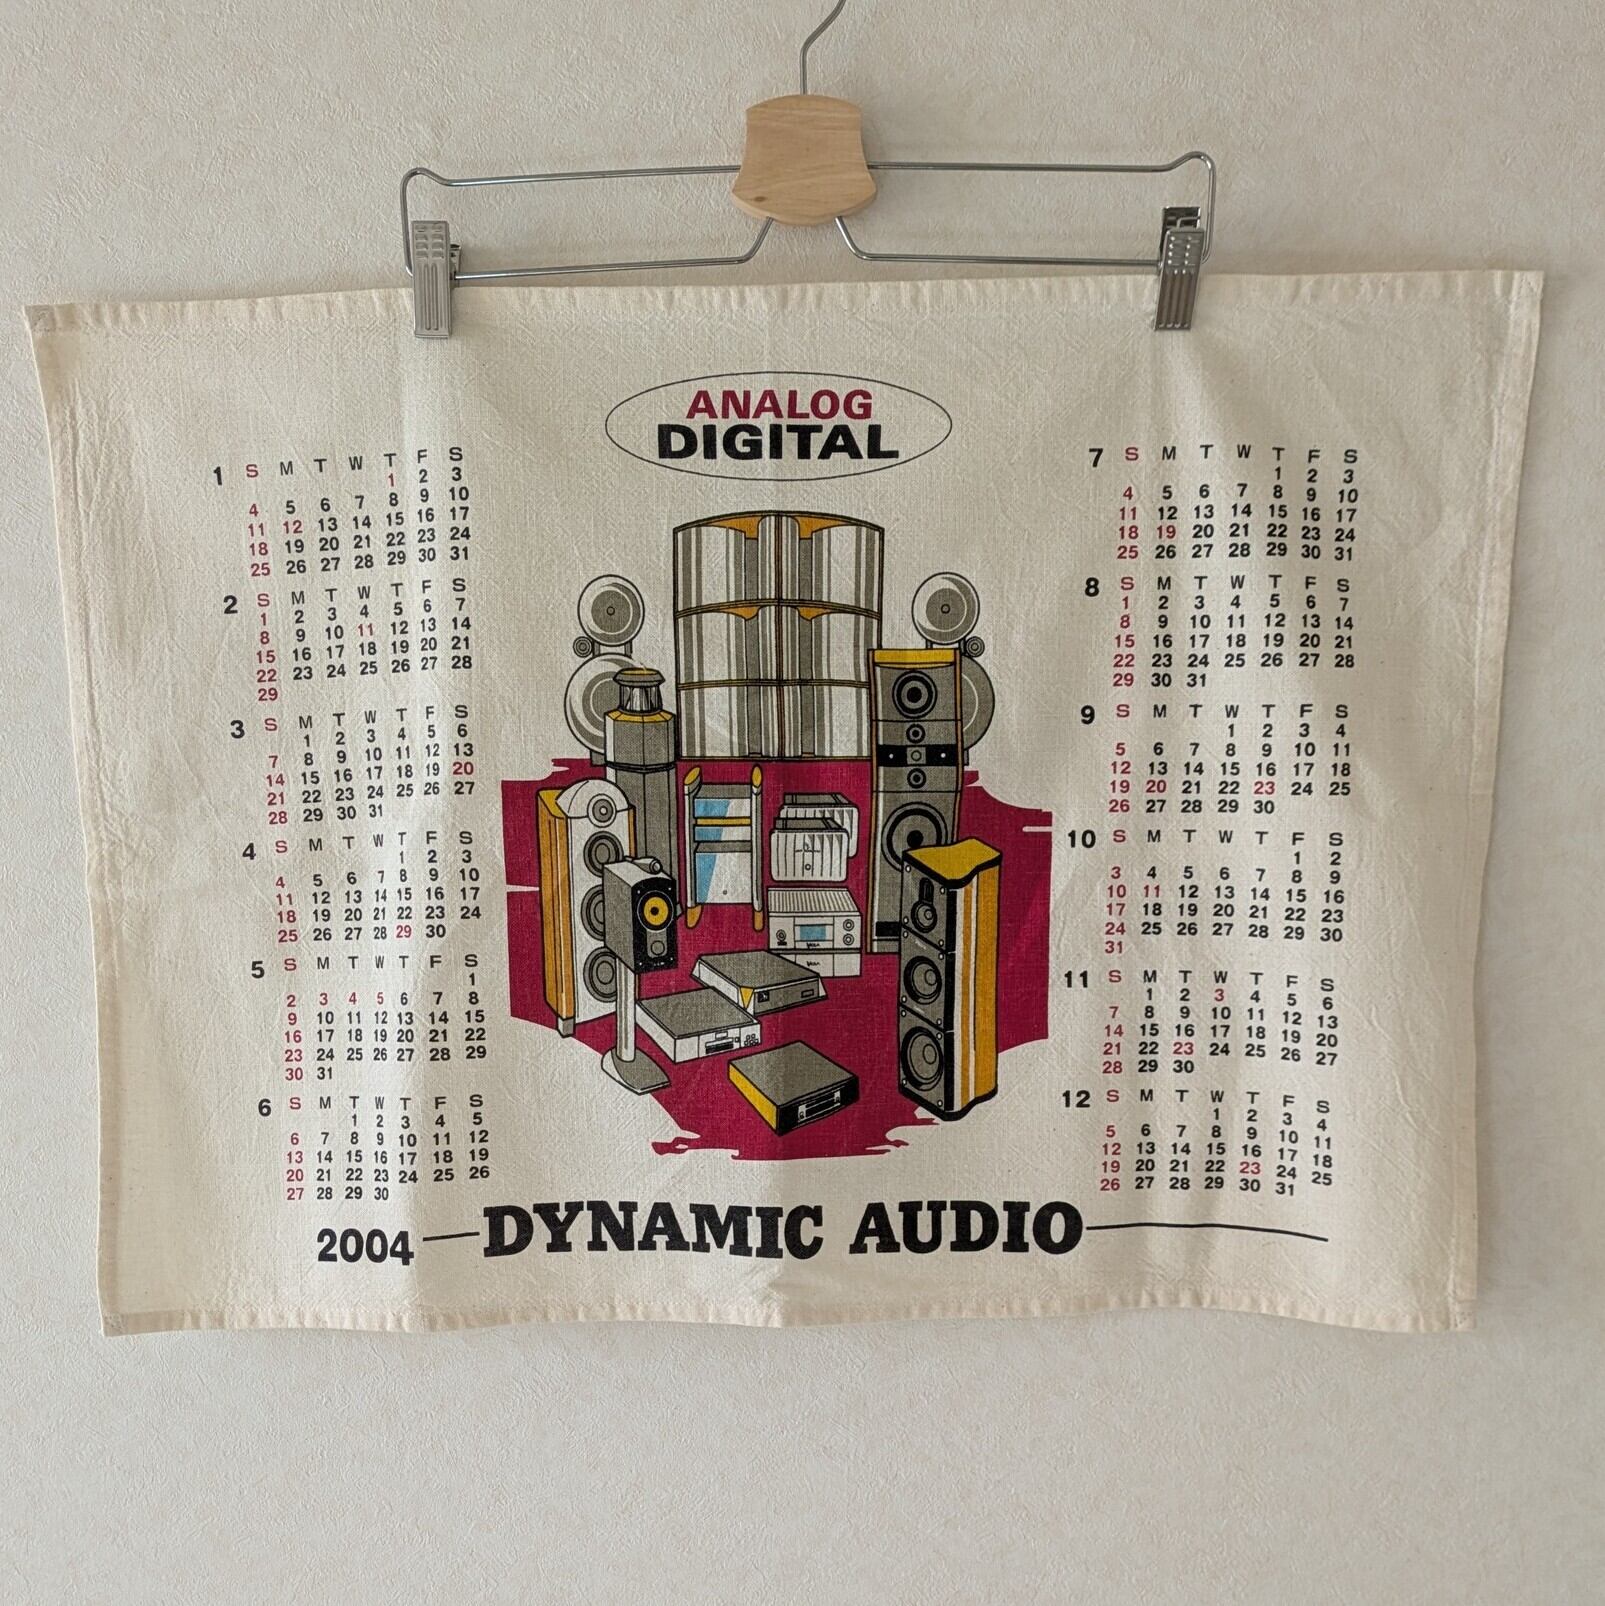 ANALOG
DIGITAL
1 S M T W T F S
1 2 3
4 5 6 7 8 9 10
11 12 13 14 15 16 17
18 19 20 21 22 23 24
25 26 27 28 29 30 31
2 S M T W T F S
1 2 3 4 5 6 7
8 9 10 11 12 13 14
15 16 17 18 19 20 21
22 23 24 25 26 27 28
29
3 S M T W T F S
1 2 3 4 5 6
7 8 9 10 11 12 13
14 15 16 17 18 19 20
21 22 23 24 25 26 27
28 29 30 31
4 S M T W T F S
1 2 3
4 5 6 7 8 9 10
11 12 13 14 15 16 17
18 19 20 21 22 23 24
25 26 27 28 29 30
5 S M T W T F S
1
2 3 4 5 6 7 8
9 10 11 12 13 14 15
16 17 18 19 20 21 22
23 24 25 26 27 28 29
30 31
6 S M T W T F S
1 2 3 4 5
6 7 8 9 10 11 12
13 14 15 16 17 18 19
20 21 22 23 24 25 26
27 28 29 30
7 S M T W T F S
1 2 3
4 5 6 7 8 9 10
11 12 13 14 15 16 17
18 19 20 21 22 23 24
25 26 27 28 29 30 31
8 S M T W T F S
1 2 3 4 5 6 7
8 9 10 11 12 13 14
15 16 17 18 19 20 21
22 23 24 25 26 27 28
29 30 31
9 S M T W T F S
1 2 3 4
5 6 7 8 9 10 11
12 13 14 15 16 17 18
19 20 21 22 23 24 25
26 27 28 29 30
10 S M T W T F S
1 2
3 4 5 6 7 8 9
10 11 12 13 14 15 16
17 18 19 20 21 22 23
24 25 26 27 28 29 30
31
11 S M T W T F S
1 2 3 4 5 6
7 8 9 10 11 12 13
14 15 16 17 18 19 20
21 22 23 24 25 26 27
28 29 30
12 S M T W T F S
1 2 3 4
5 6 7 8 9 10 11
12 13 14 15 16 17 18
19 20 21 22 23 24 25
26 27 28 29 30 31
2004 DYNAMIC AUDIO